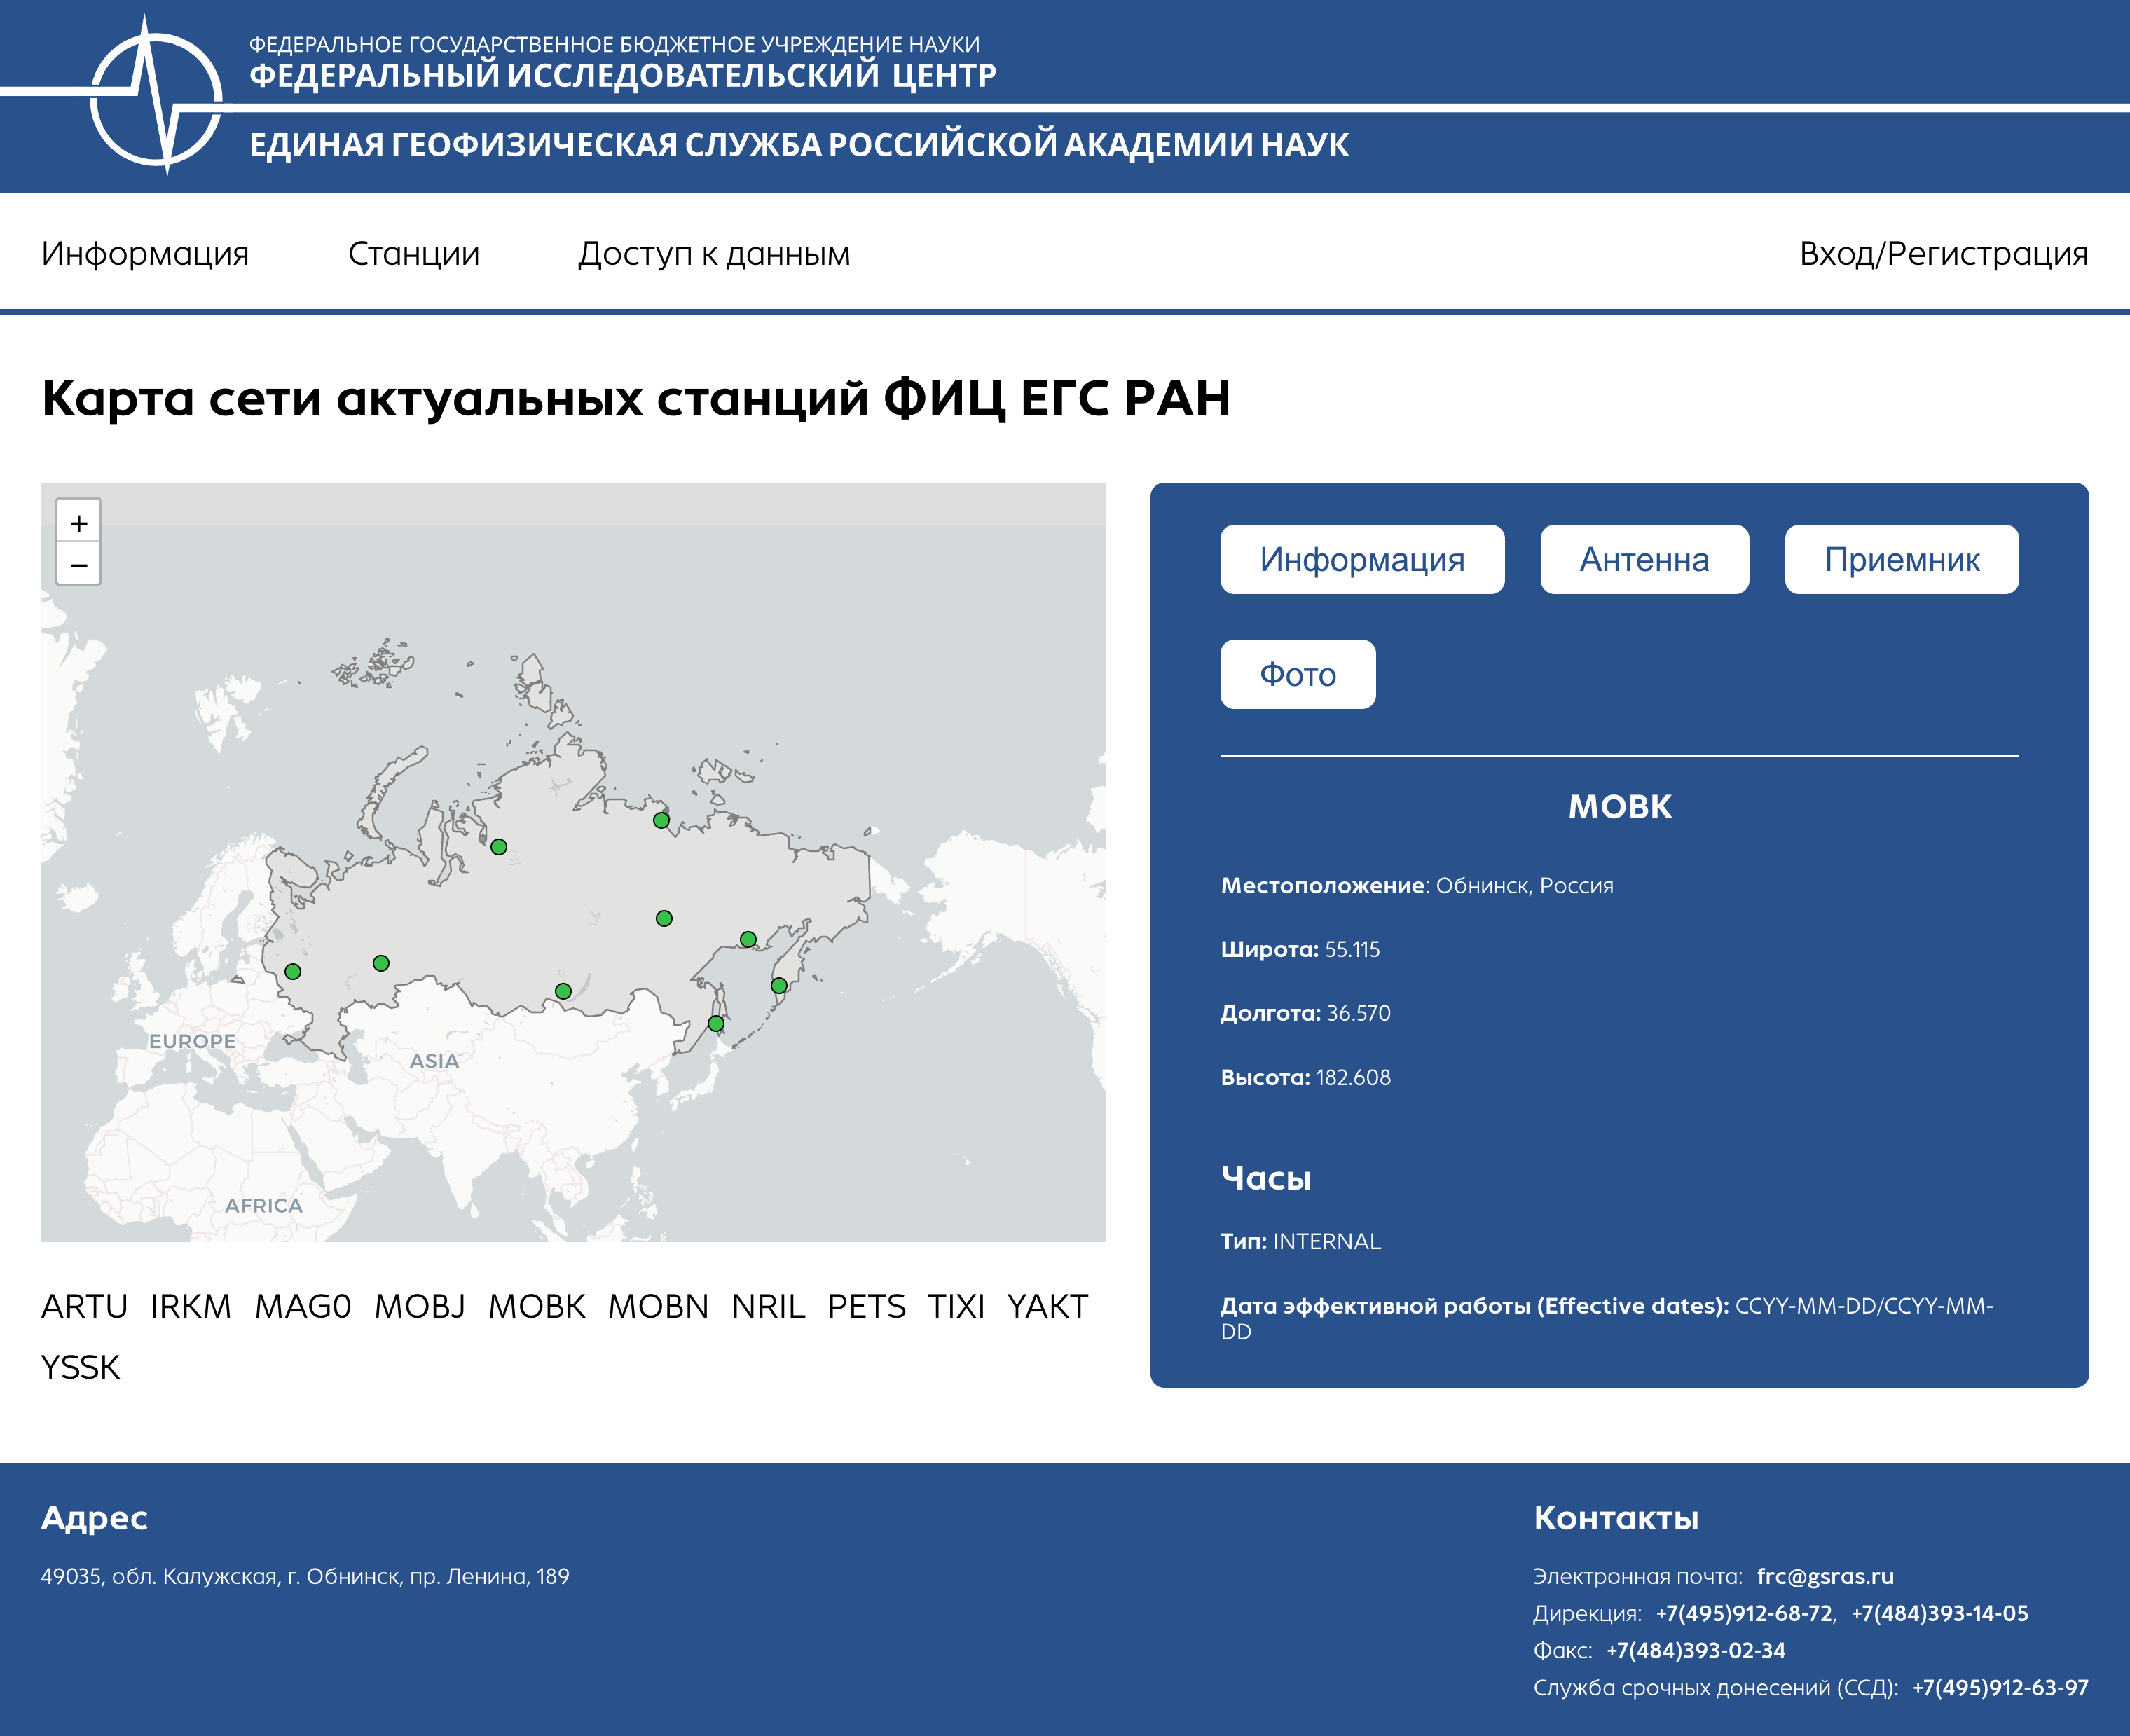 ФЕДЕРАЛЬНОЕ ГОСУДАРСТВЕННОЕ БЮДЖЕТНОЕ УЧРЕЖДЕНИЕ НАУКИ
ФЕДЕРАЛЬНЫЙ ИССЛЕДОВАТЕЛЬСКИЙ ЦЕНТР
ЕДИНАЯ ГЕОФИЗИЧЕСКАЯ СЛУЖБА РОССИЙСКОЙ АКАДЕМИИ НАУК
Информация Станции Доступ к данным Вход/Регистрация
Карта сети актуальных станций ФИЦ ЕГС РАН
+
−
EUROPE
ASIA
AFRICA
ARTU IRKM MAG0 MOBJ MOBK MOBN NRIL PETS TIXI YAKT
YSSK
Информация Антенна Приемник
Фото
MOBK
Местоположение: Обнинск, Россия
Широта: 55.115
Долгота: 36.570
Высота: 182.608
Часы
Тип: INTERNAL
Дата эффективной работы (Effective dates): CCYY-MM-DD/CCYY-MM-
DD
Адрес
49035, обл. Калужская, г. Обнинск, пр. Ленина, 189
Контакты
Электронная почта: frc@gsras.ru
Дирекция: +7(495)912-68-72, +7(484)393-14-05
Факс: +7(484)393-02-34
Служба срочных донесений (ССД): +7(495)912-63-97